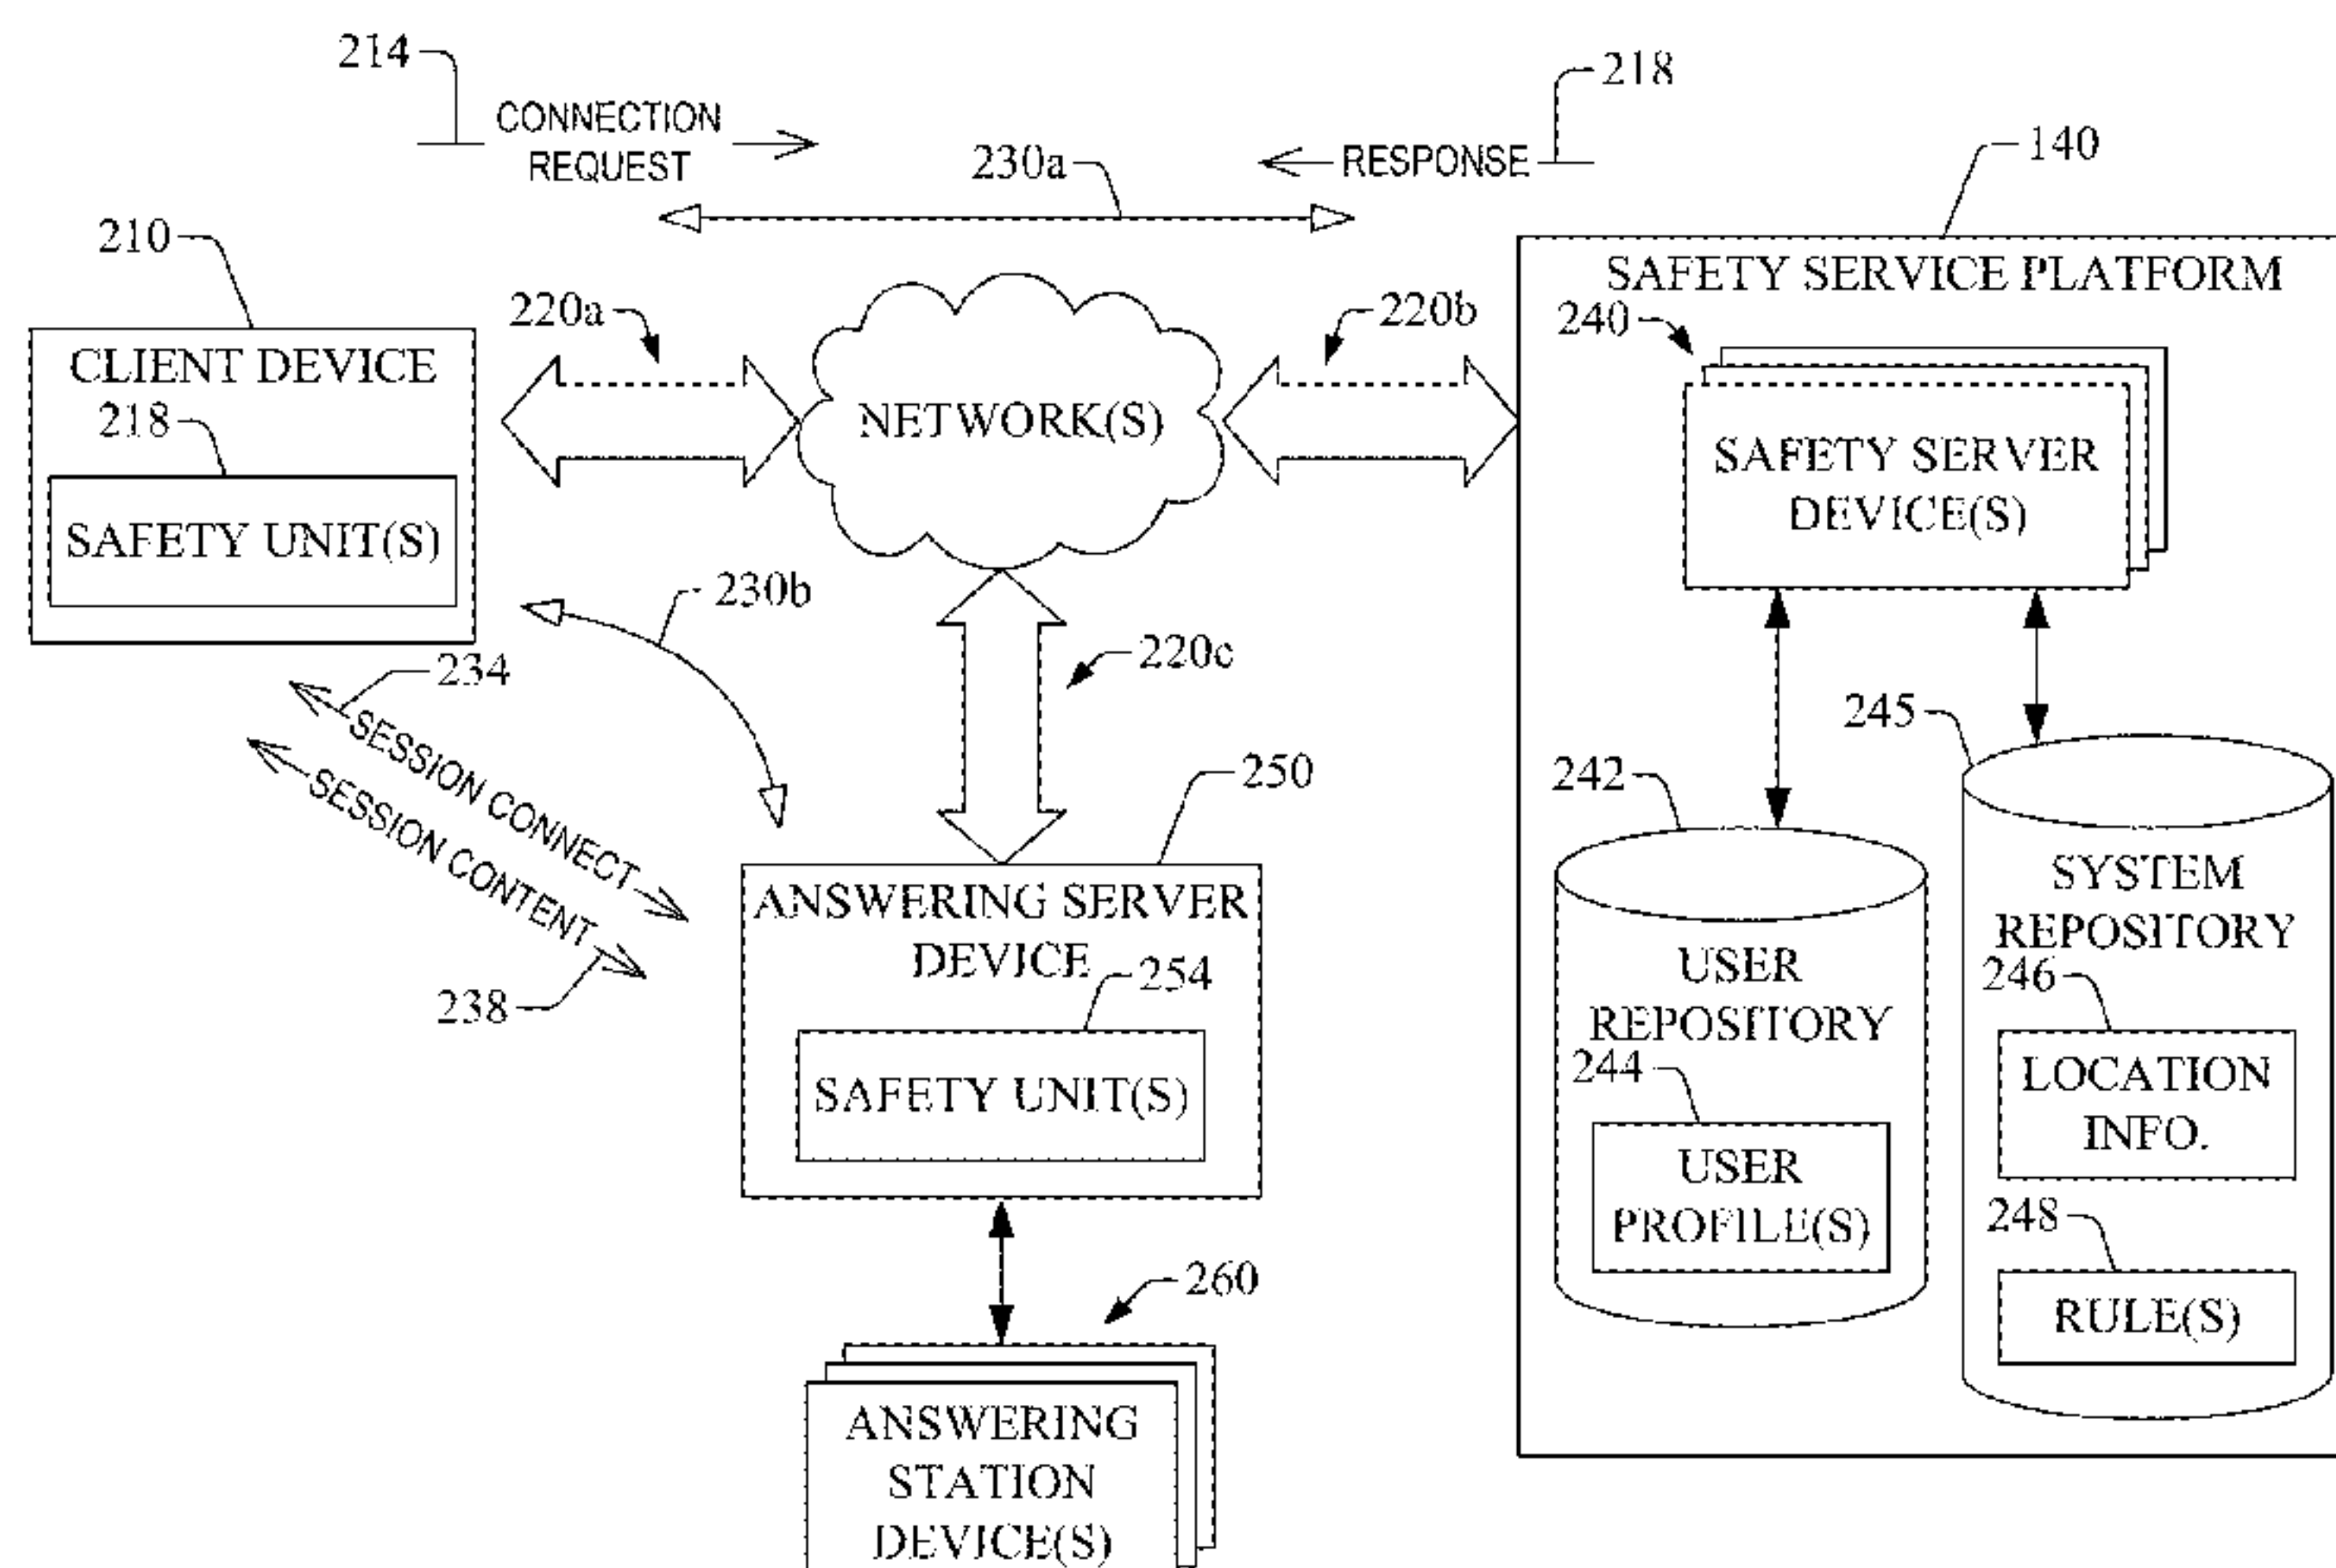 214
CONNECTION
REQUEST
230a
RESPONSE
218
140
210
220a
220b
SAFETY SERVICE PLATFORM
240
CLIENT DEVICE
218
SAFETY UNIT(S)
NETWORK(S)
SAFETY SERVER
DEVICE(S)
230b
234
220c
SESSION CONNECT
SESSION CONTENT
238
250
ANSWERING SERVER
DEVICE
254
SAFETY UNIT(S)
260
ANSWERING
STATION
DEVICE(S)
242
USER
REPOSITORY
244
USER
PROFILE(S)
245
SYSTEM
REPOSITORY
246
LOCATION
INFO.
248
RULE(S)